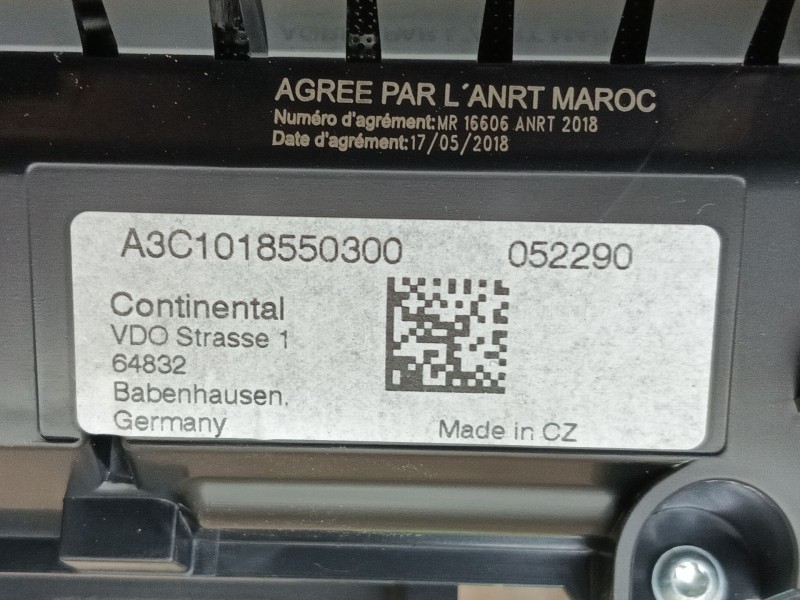 AGREE PAR L´ANRT MAROC
Numéro d'agrément:MR 16606 ANRT 2018
Date d'agrément:17/05/2018
A3C1018550300 052290
Continental
VDO Strasse 1
64832
Babenhausen,
Germany
Made in CZ